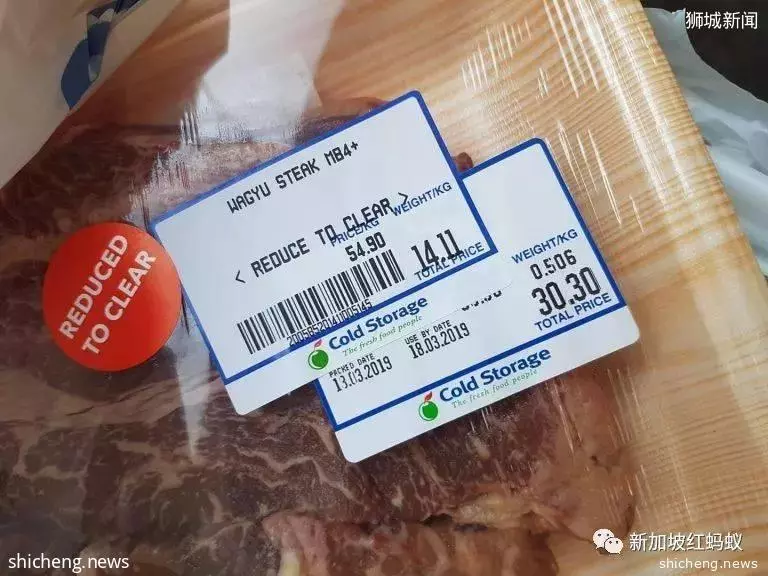 狮城新闻
WAGYU STEAK MB4+
< REDUCE TO CLEAR >
PRICE/KG WEIGHT/KG
54.90
14.11
TOTAL PRICE
Cold Storage
The fresh food people
REDUCED
TO CLEAR
WEIGHT/KG
0.506
30.30
TOTAL PRICE
PACKED DATE USE BY DATE
13.03.2019 18.03.2019
Cold Storage
The fresh food people
新加坡红蚂蚁
shicheng.news
shicheng.news